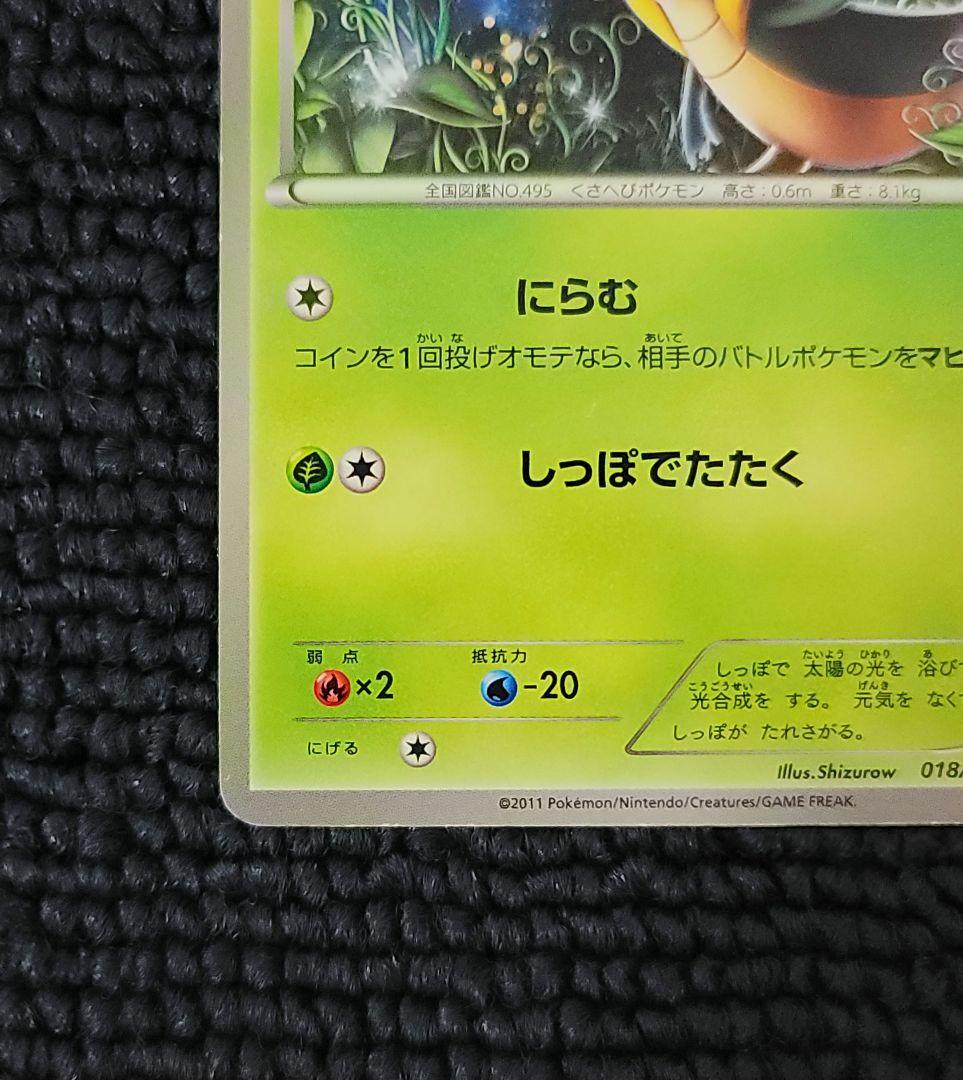 全国図鑑NO.495 くさへびポケモン 高さ：0.6m 重さ：8.1kg
にらむ
かい な あいて
コインを1回投げオモテなら、相手のバトルポケモンをマヒ
しっぽでたたく
弱点 抵抗力
×2 -20
にげる
たいよう ひかり あ
しっぽで 太陽の光を 浴び
こうごうせい げんき
光合成を する。 元気を なく
しっぽが たれさがる。
Illus. Shizurow 018/
©2011 Pokémon/Nintendo/Creatures/GAME FREAK.